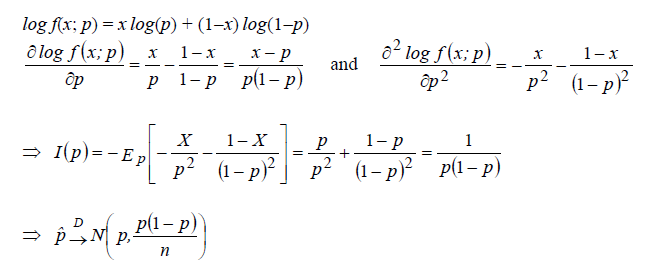 log f(x; p) = x log(p) + (1–x) log(1–p)
∂ log f(x; p)/∂p = x/p − (1 − x)/(1 − p) = (x − p)/(p(1 − p)) and ∂² log f(x; p)/∂p² = − x/p² − (1 − x)/(1 − p)²
⇒ I(p) = − E_p[− X/p² − (1 − X)/(1 − p)²] = p/p² + (1 − p)/(1 − p)² = 1/(p(1 − p))
⇒ p̂ →^D N(p, p(1 − p)/n)